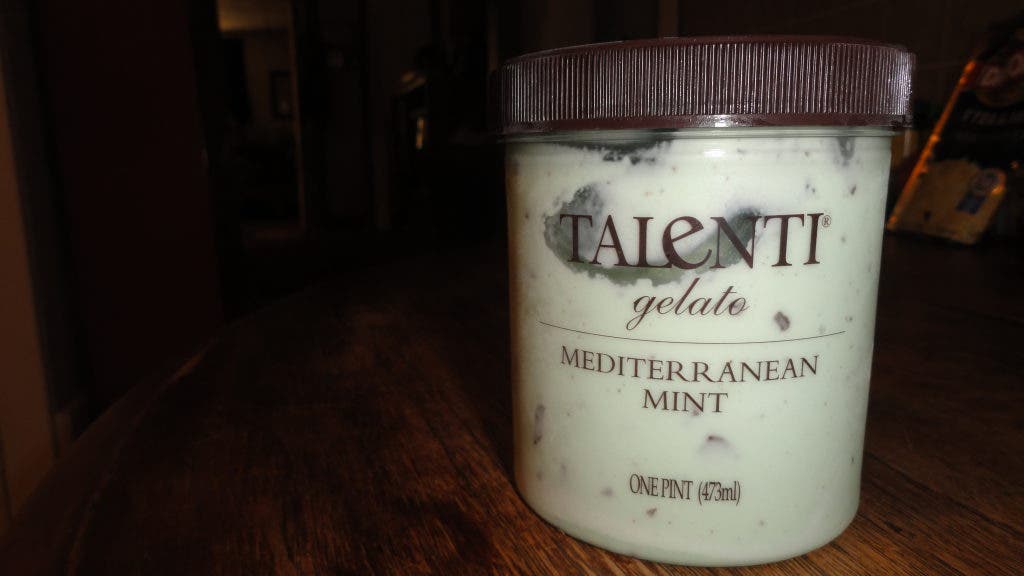 TALENTI®
gelato
MEDITERRANEAN
MINT
ONE PINT (473ml)